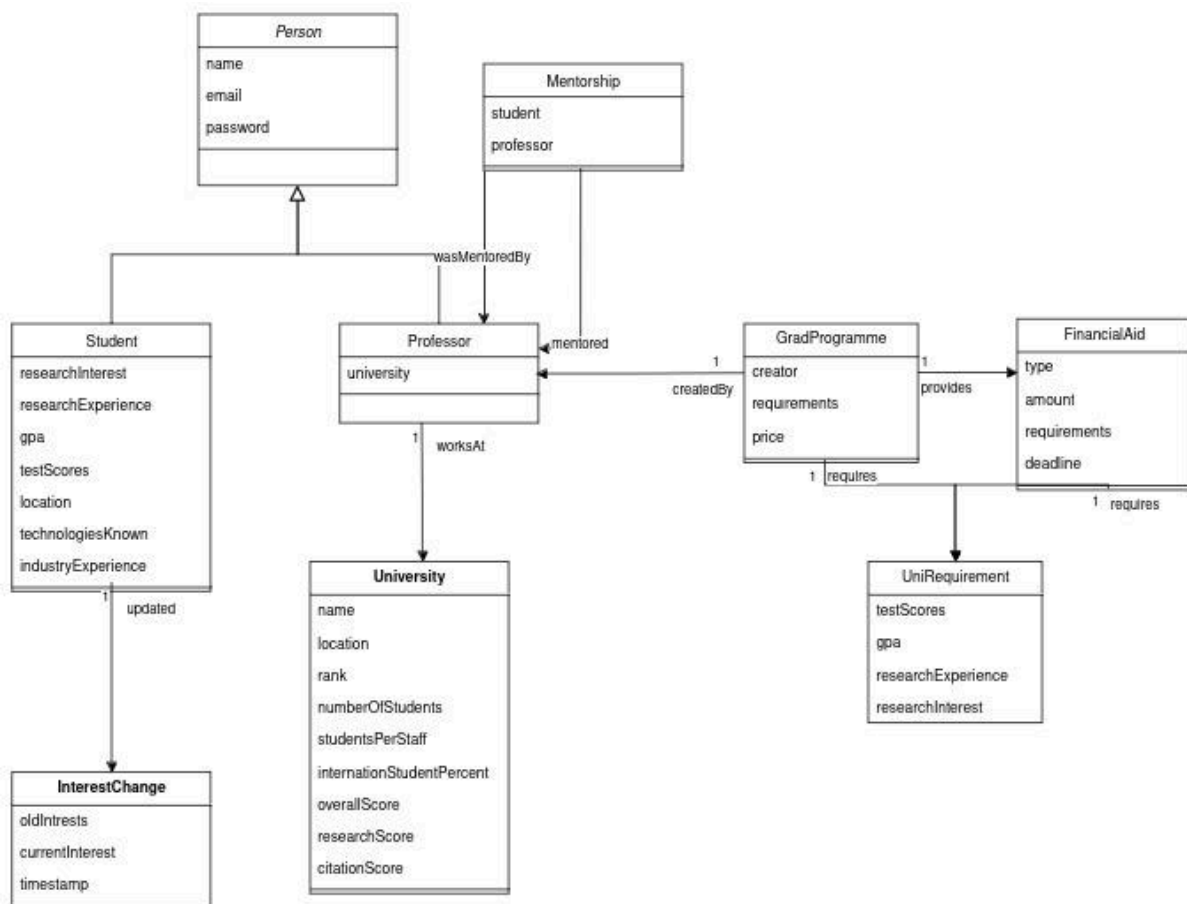 Person
name
email
password
Mentorship
student
professor
wasMentoredBy
mentored
Student
researchInterest
researchExperience
gpa
testScores
location
technologiesKnown
industryExperience
1
updated
Professor
university
1
worksAt
1
createdBy
GradProgramme
creator
requirements
price
1
provides
1
requires
FinancialAid
type
amount
requirements
deadline
1
requires
University
name
location
rank
numberOfStudents
studentsPerStaff
internationStudentPercent
overallScore
researchScore
citationScore
UniRequirement
testScores
gpa
researchExperience
researchInterest
InterestChange
oldIntrests
currentInterest
timestamp